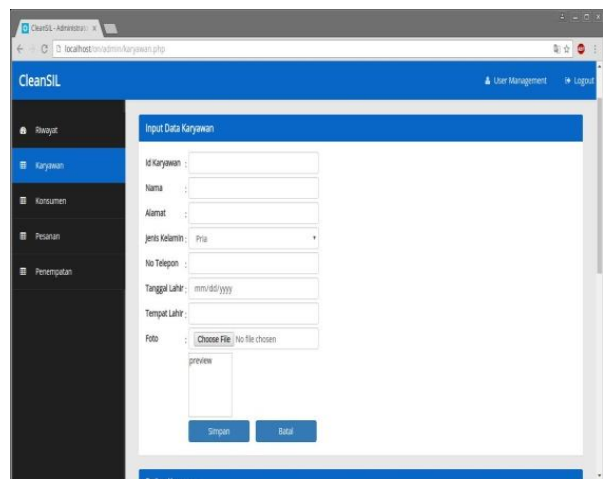 CleanSIL - Administrat
localhost/on/admin/karyawan.php
CleanSIL
User Management
Logout
Riwayat
Karyawan
Konsumen
Pesanan
Penempatan
Input Data Karyawan
Id Karyawan :
Nama :
Alamat :
Jenis Kelamin : Pria
No Telepon :
Tanggal Lahir : mm/dd/yyyy
Tempat Lahir :
Foto : Choose File No file chosen
preview
Simpan Batal